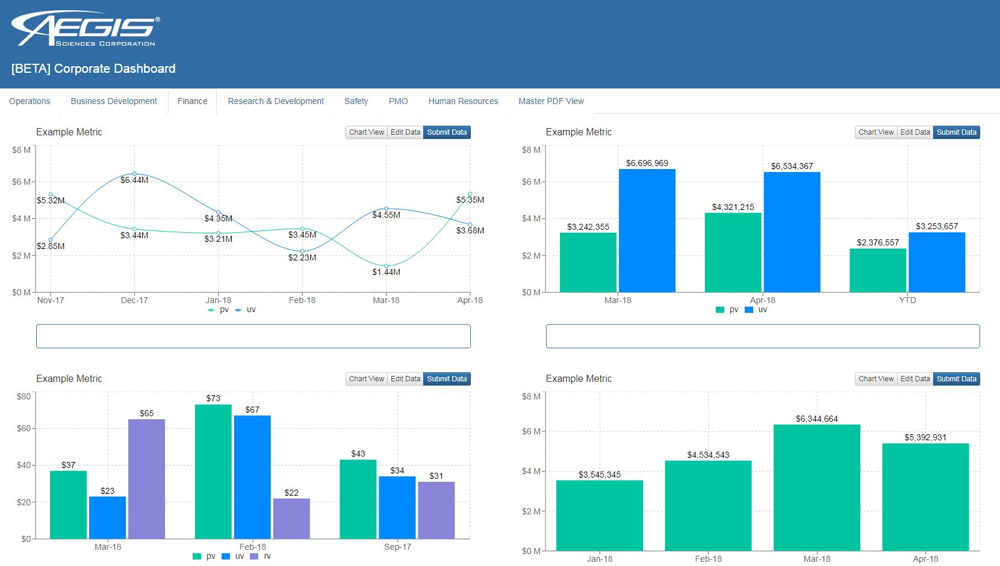 AEGIS®
SCIENCES CORPORATION
[BETA] Corporate Dashboard
Operations Business Development Finance Research & Development Safety PMO Human Resources Master PDF View
Example Metric Chart View Edit Data Submit Data
$8 M
$6 M
$4 M
$2 M
$0 M
$5.32M
$2.85M
$6.44M
$3.44M
$4.35M
$3.21M
$3.45M
$2.23M
$4.55M
$1.44M
$5.35M
$3.68M
Nov-17 Dec-17 Jan-18 Feb-18 Mar-18 Apr-18
pv uv
Example Metric Chart View Edit Data Submit Data
$8 M
$6 M
$4 M
$2 M
$0 M
$3,242,355
$6,696,969
$4,321,215
$6,534,367
$2,376,557
$3,253,657
Mar-18 Apr-18 YTD
pv uv
Example Metric Chart View Edit Data Submit Data
$80
$60
$40
$20
$0
$37
$23
$65
$73
$67
$22
$43
$34
$31
Mar-18 Feb-18 Sep-17
pv uv rv
Example Metric Chart View Edit Data Submit Data
$8 M
$6 M
$4 M
$2 M
$0 M
$3,545,345
$4,534,543
$6,344,664
$5,392,931
Jan-18 Feb-18 Mar-18 Apr-18